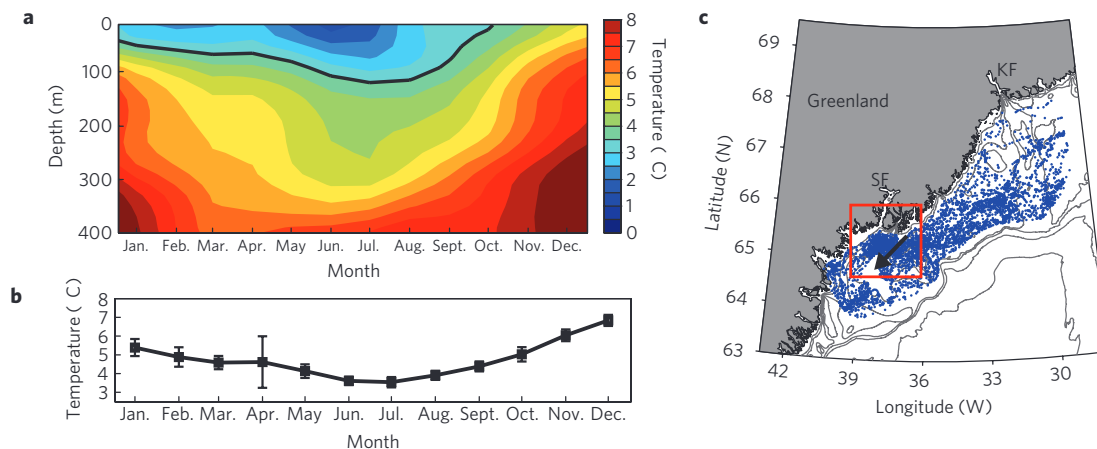 a
0
100
200
300
400
Depth (m)
Jan. Feb. Mar. Apr. May Jun. Jul. Aug. Sept. Oct. Nov. Dec.
Month
8
7
6
5
4
3
2
1
0
Temperature ( C)
b
8
7
6
5
4
3
Temperature ( C)
Jan. Feb. Mar. Apr. May Jun. Jul. Aug. Sept. Oct. Nov. Dec.
Month
c
69
68
67
66
65
64
63
Latitude (N)
Greenland
KF
SF
42 39 36 33 30
Longitude (W)